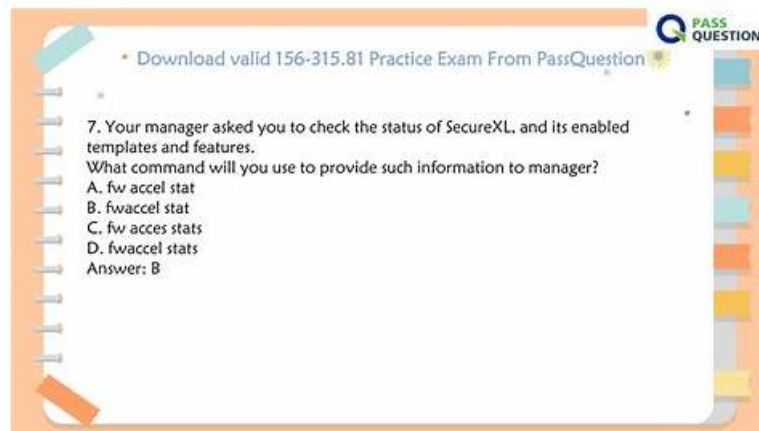 PASS
QUESTION
Download valid 156-315.81 Practice Exam From PassQuestion
7. Your manager asked you to check the status of SecureXL, and its enabled
templates and features.
What command will you use to provide such information to manager?
A. fw accel stat
B. fwaccel stat
C. fw acces stats
D. fwaccel stats
Answer: B